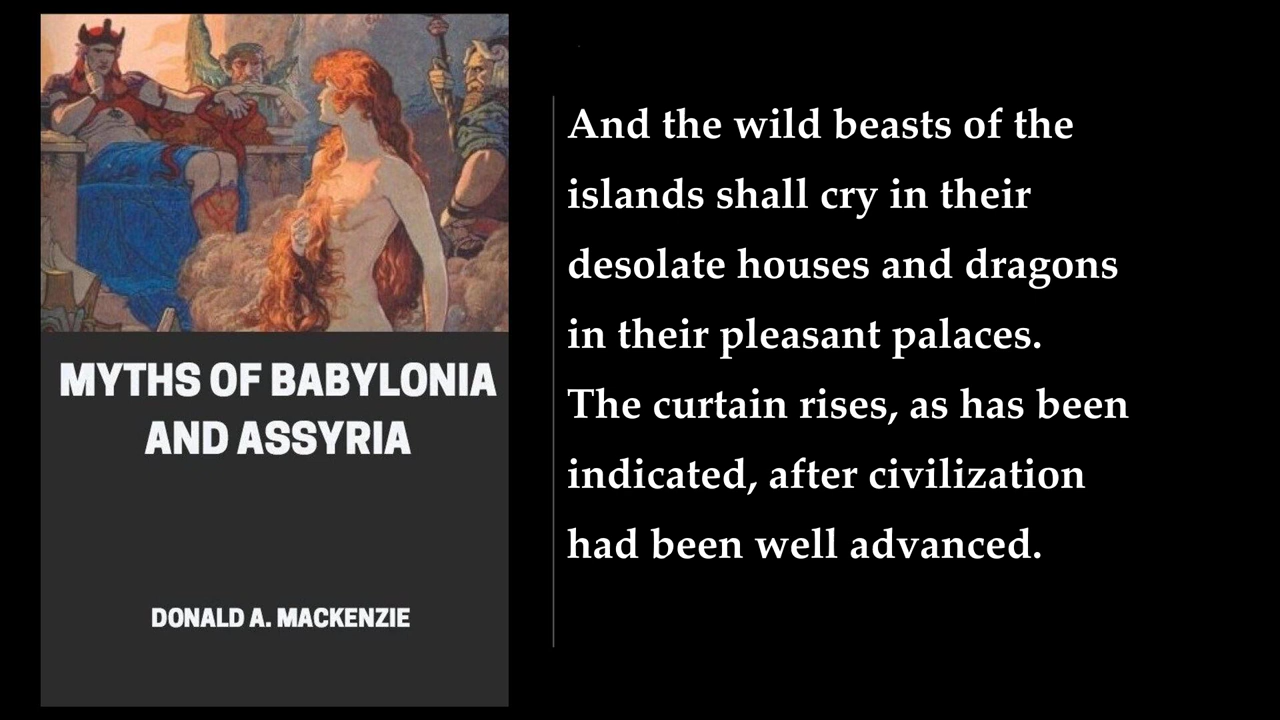 MYTHS OF BABYLONIA
AND ASSYRIA
DONALD A. MACKENZIE
And the wild beasts of the
islands shall cry in their
desolate houses and dragons
in their pleasant palaces.
The curtain rises, as has been
indicated, after civilization
had been well advanced.